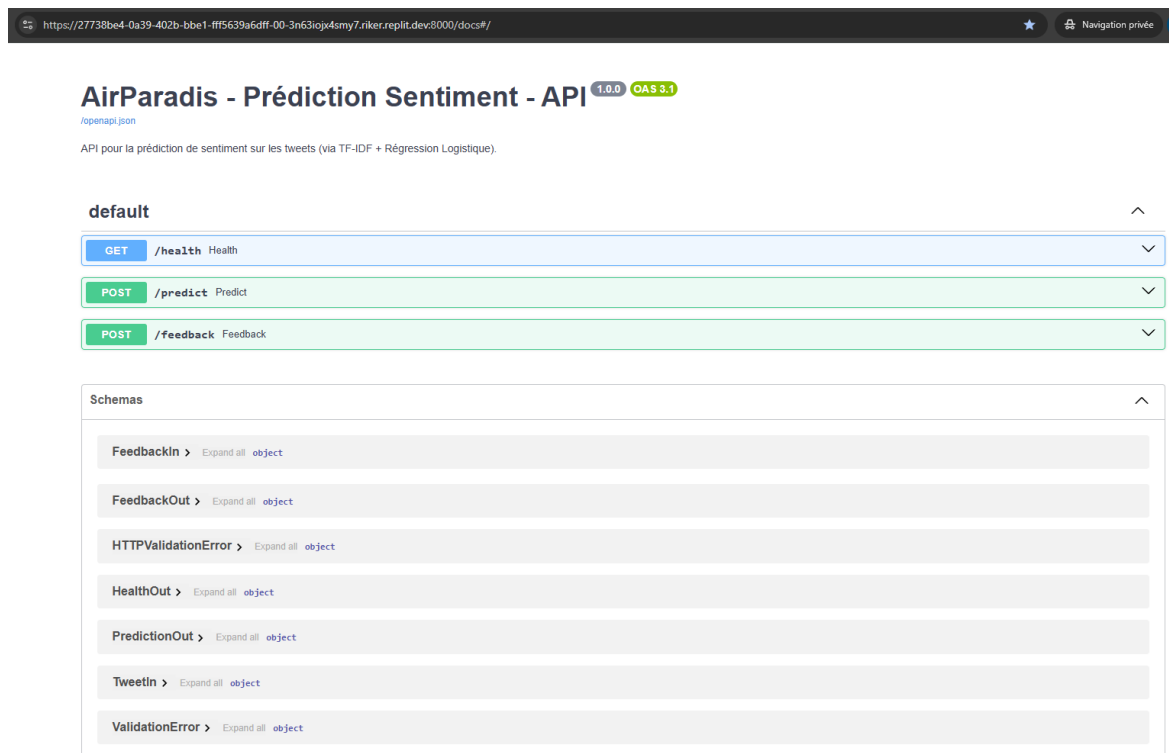 https://27738be4-0a39-402b-bbe1-fff5639a6dff-00-3n63iojx4smy7.riker.replit.dev:8000/docs#/ Navigation privée
AirParadis - Prédiction Sentiment - API 1.0.0 OAS 3.1
/openapi.json
API pour la prédiction de sentiment sur les tweets (via TF-IDF + Régression Logistique).
default
GET /health Health
POST /predict Predict
POST /feedback Feedback
Schemas
FeedbackIn Expand all object
FeedbackOut Expand all object
HTTPValidationError Expand all object
HealthOut Expand all object
PredictionOut Expand all object
TweetIn Expand all object
ValidationError Expand all object